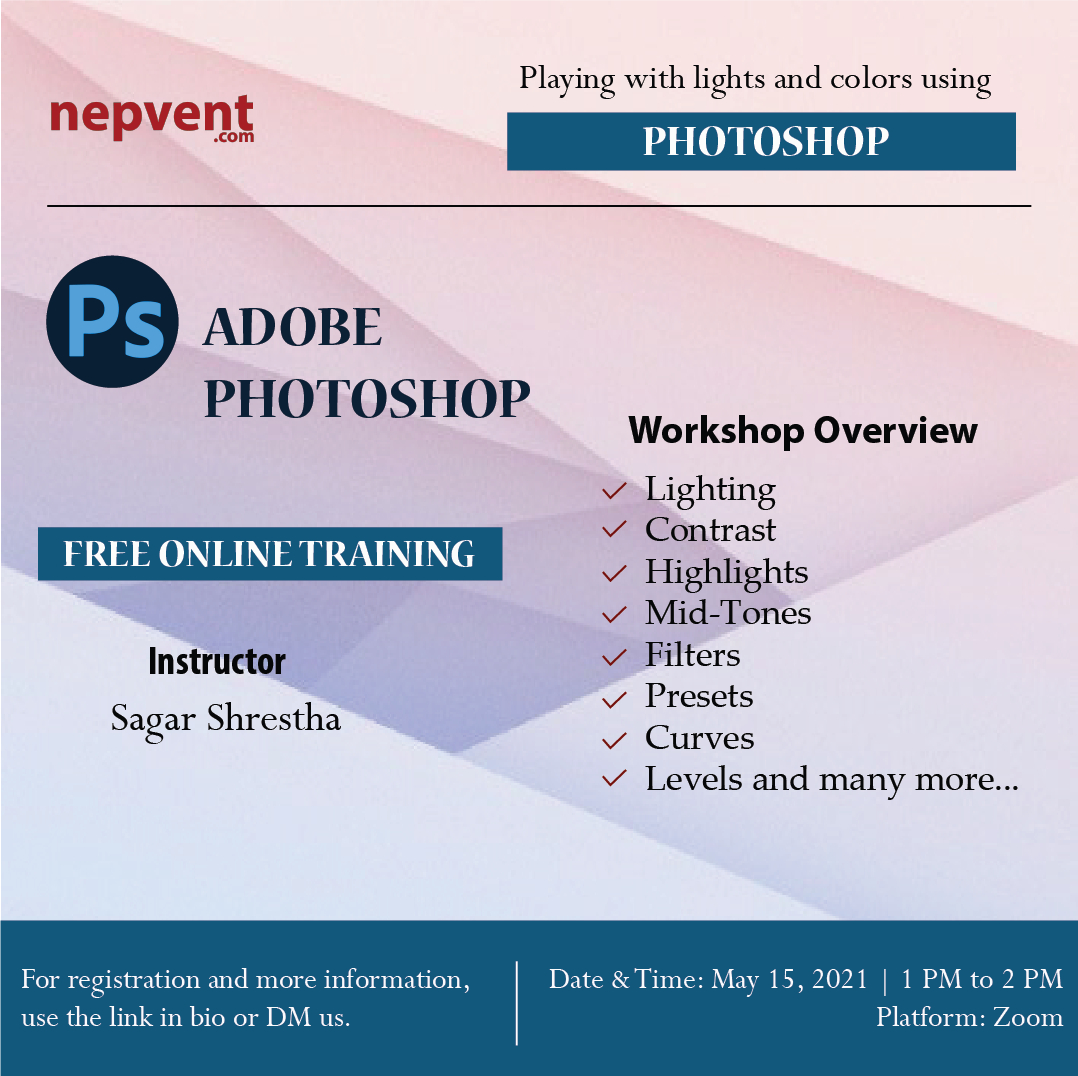 nepvent
.com
Playing with lights and colors using
PHOTOSHOP
Ps
ADOBE
PHOTOSHOP
FREE ONLINE TRAINING
Instructor
Sagar Shrestha
Workshop Overview
Lighting
Contrast
Highlights
Mid-Tones
Filters
Presets
Curves
Levels and many more...
For registration and more information,
use the link in bio or DM us.
Date & Time: May 15, 2021 | 1 PM to 2 PM
Platform: Zoom